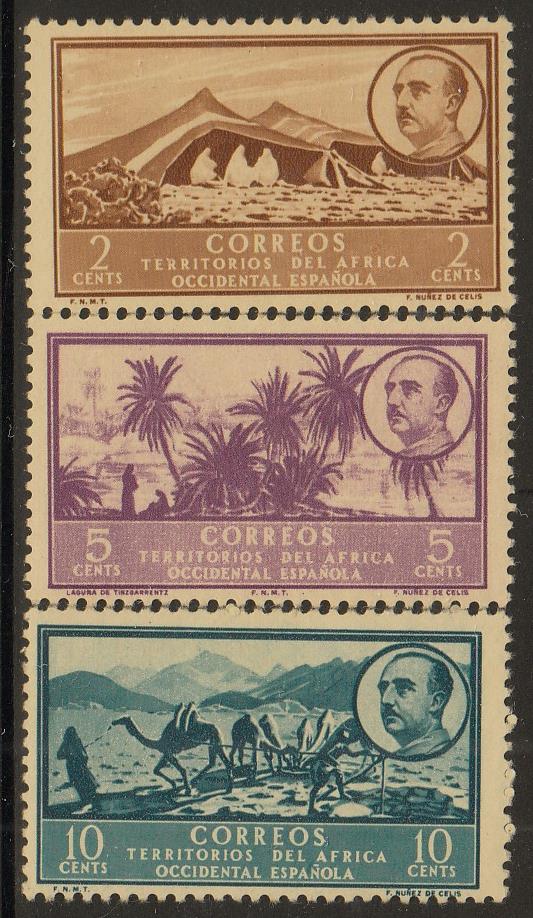 2 CENTS CORREOS 2 CENTS
TERRITORIOS DEL AFRICA
OCCIDENTAL ESPAÑOLA
F. N. M. T. F. NUÑEZ DE CELIS
5 CENTS CORREOS 5 CENTS
TERRITORIOS DEL AFRICA
OCCIDENTAL ESPAÑOLA
LAGUNA DE TINZGARRENTZ F. N. M. T. F. NUÑEZ DE CELIS
10 CENTS CORREOS 10 CENTS
TERRITORIOS DEL AFRICA
OCCIDENTAL ESPAÑOLA
F. N. M. T. F. NUÑEZ DE CELIS